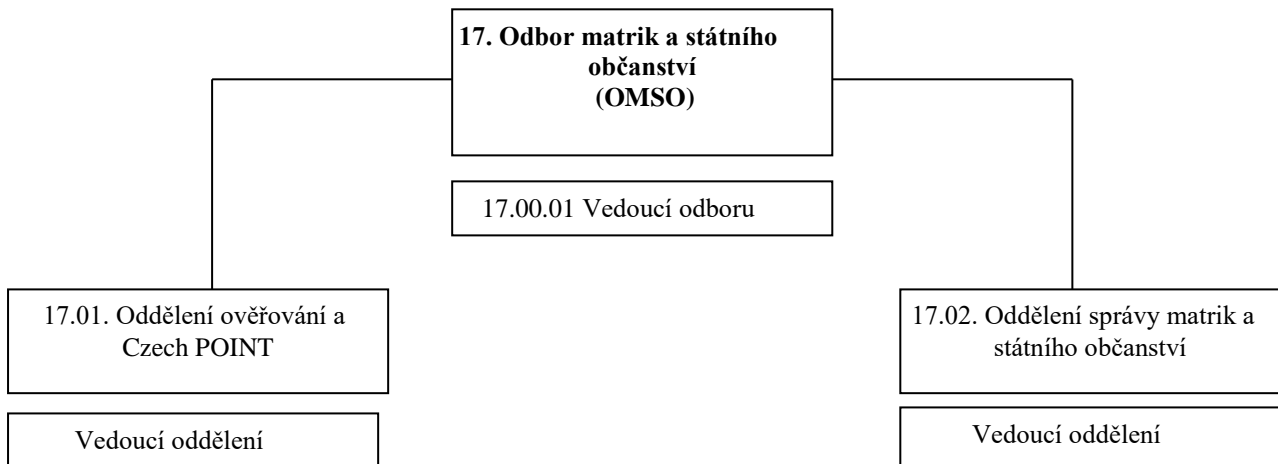 17. Odbor matrik a státního
občanství
(OMSO)
17.00.01 Vedoucí odboru
17.01. Oddělení ověřování a
Czech POINT
Vedoucí oddělení
17.02. Oddělení správy matrik a
státního občanství
Vedoucí oddělení